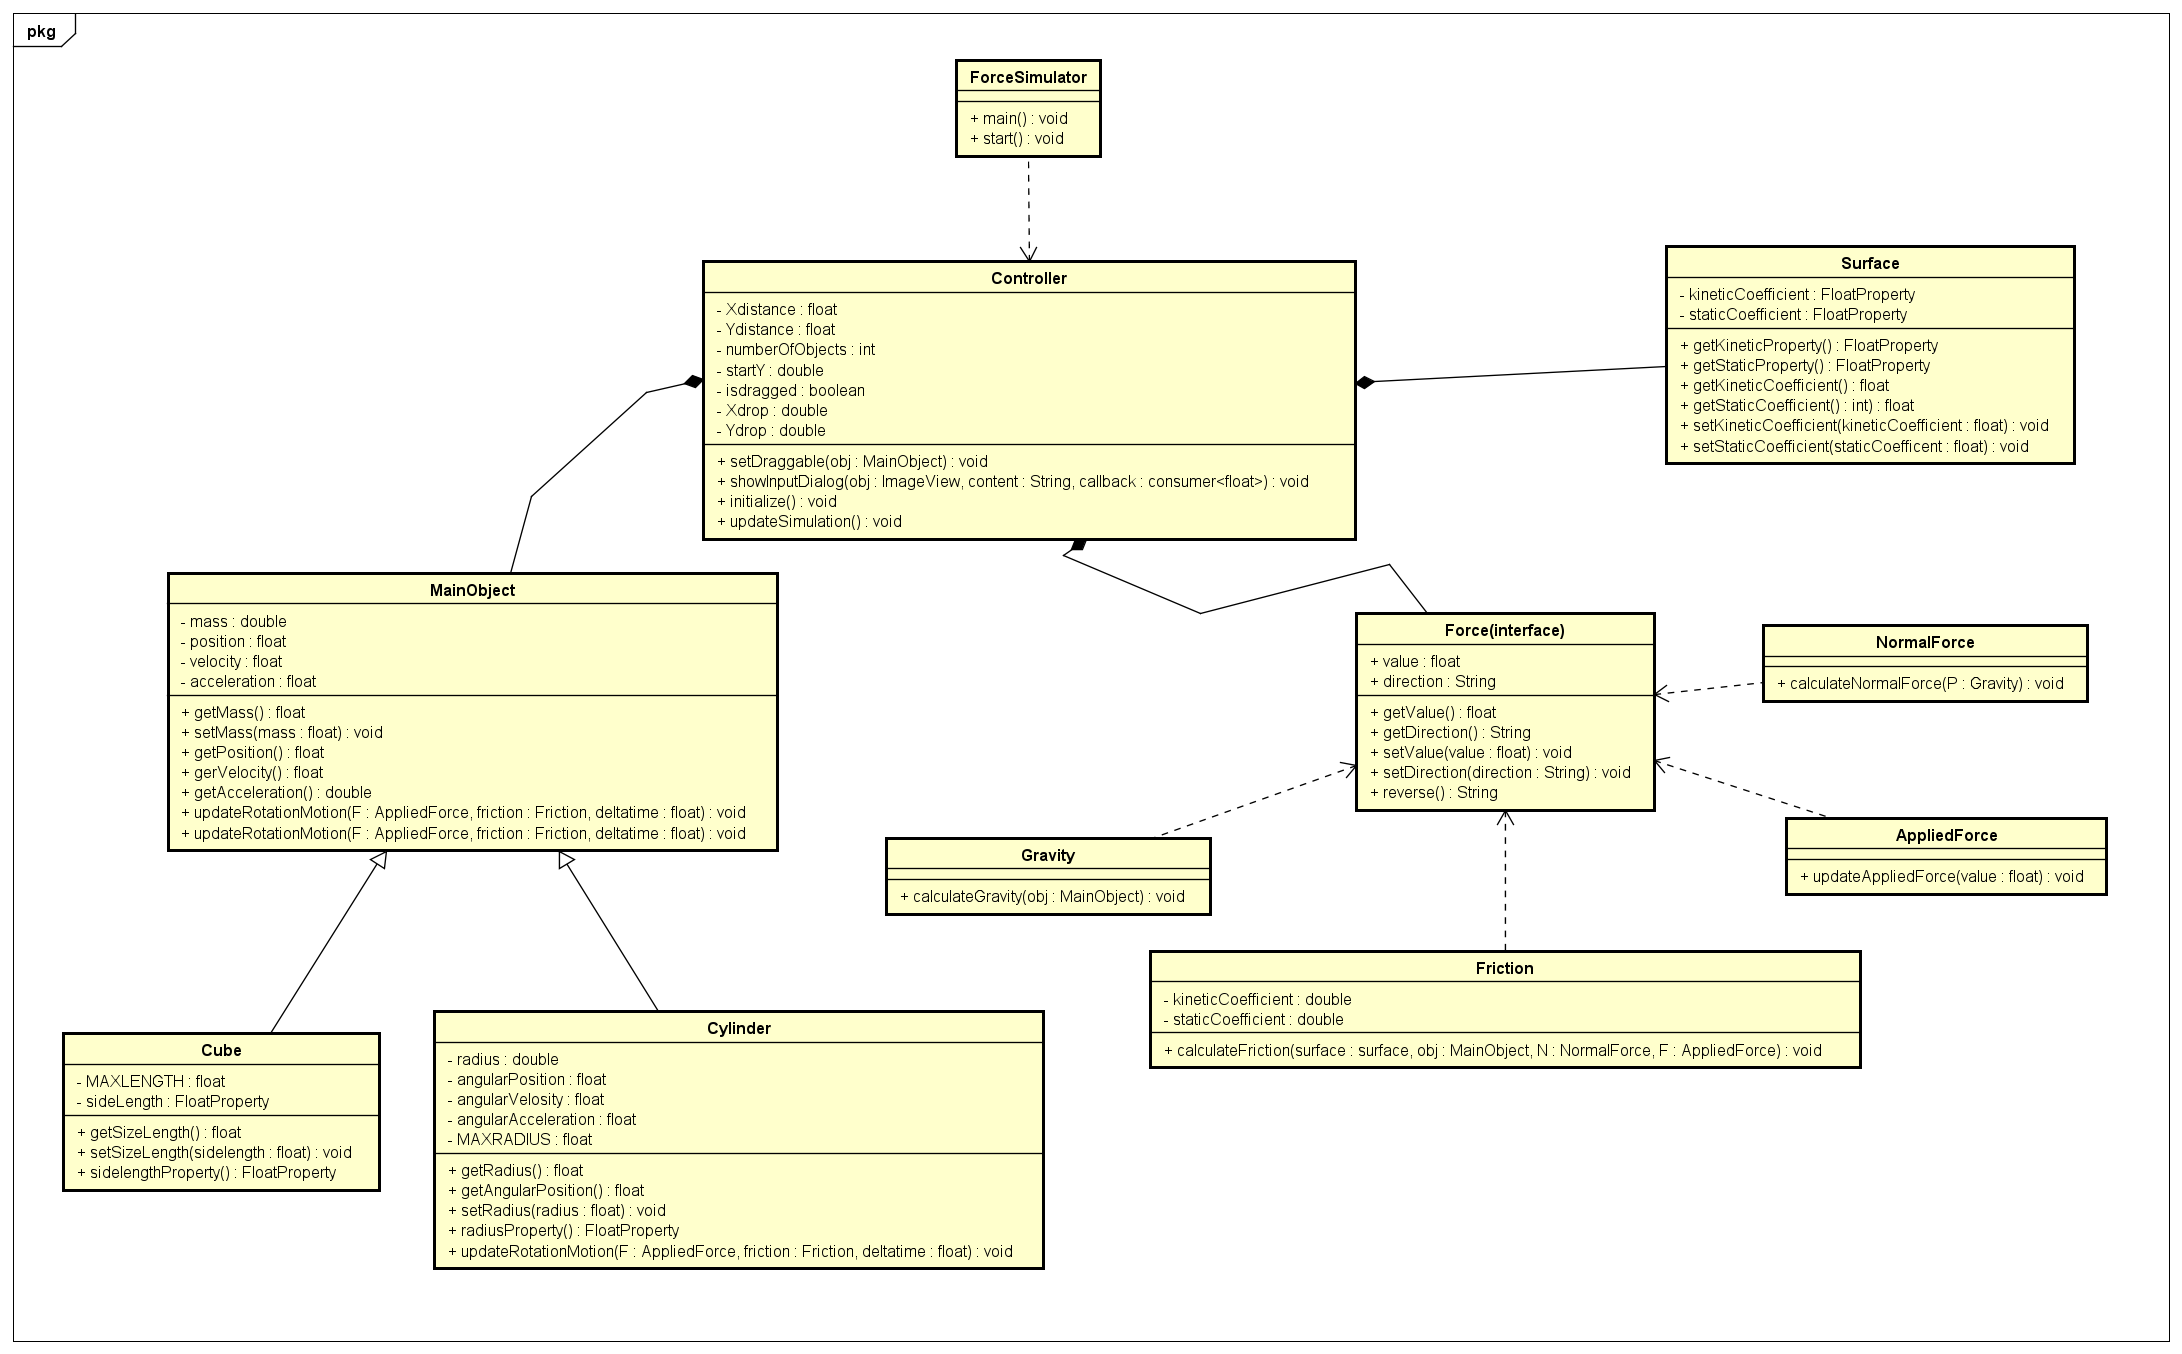 pkg
ForceSimulator
+ main() : void
+ start() : void
Controller
- Xdistance : float
- Ydistance : float
- numberOfObjects : int
- startY : double
- isdragged : boolean
- Xdrop : double
- Ydrop : double
+ setDraggable(obj : MainObject) : void
+ showInputDialog(obj : ImageView, content : String, callback : consumer<float>) : void
+ initialize() : void
+ updateSimulation() : void
Surface
- kineticCoefficient : FloatProperty
- staticCoefficient : FloatProperty
+ getKineticProperty() : FloatProperty
+ getStaticProperty() : FloatProperty
+ getKineticCoefficient() : float
+ getStaticCoefficient() : int) : float
+ setKineticCoefficient(kineticCoefficient : float) : void
+ setStaticCoefficient(staticCoefficent : float) : void
MainObject
- mass : double
- position : float
- velocity : float
- acceleration : float
+ getMass() : float
+ setMass(mass : float) : void
+ getPosition() : float
+ gerVelocity() : float
+ getAcceleration() : double
+ updateRotationMotion(F : AppliedForce, friction : Friction, deltatime : float) : void
+ updateRotationMotion(F : AppliedForce, friction : Friction, deltatime : float) : void
Force(interface)
+ value : float
+ direction : String
+ getValue() : float
+ getDirection() : String
+ setValue(value : float) : void
+ setDirection(direction : String) : void
+ reverse() : String
NormalForce
+ calculateNormalForce(P : Gravity) : void
Gravity
+ calculateGravity(obj : MainObject) : void
AppliedForce
+ updateAppliedForce(value : float) : void
Friction
- kineticCoefficient : double
- staticCoefficient : double
+ calculateFriction(surface : surface, obj : MainObject, N : NormalForce, F : AppliedForce) : void
Cube
- MAXLENGTH : float
- sideLength : FloatProperty
+ getSizeLength() : float
+ setSizeLength(sidelength : float) : void
+ sidelengthProperty() : FloatProperty
Cylinder
- radius : double
- angularPosition : float
- angularVelosity : float
- angularAcceleration : float
- MAXRADIUS : float
+ getRadius() : float
+ getAngularPosition() : float
+ setRadius(radius : float) : void
+ radiusProperty() : FloatProperty
+ updateRotationMotion(F : AppliedForce, friction : Friction, deltatime : float) : void